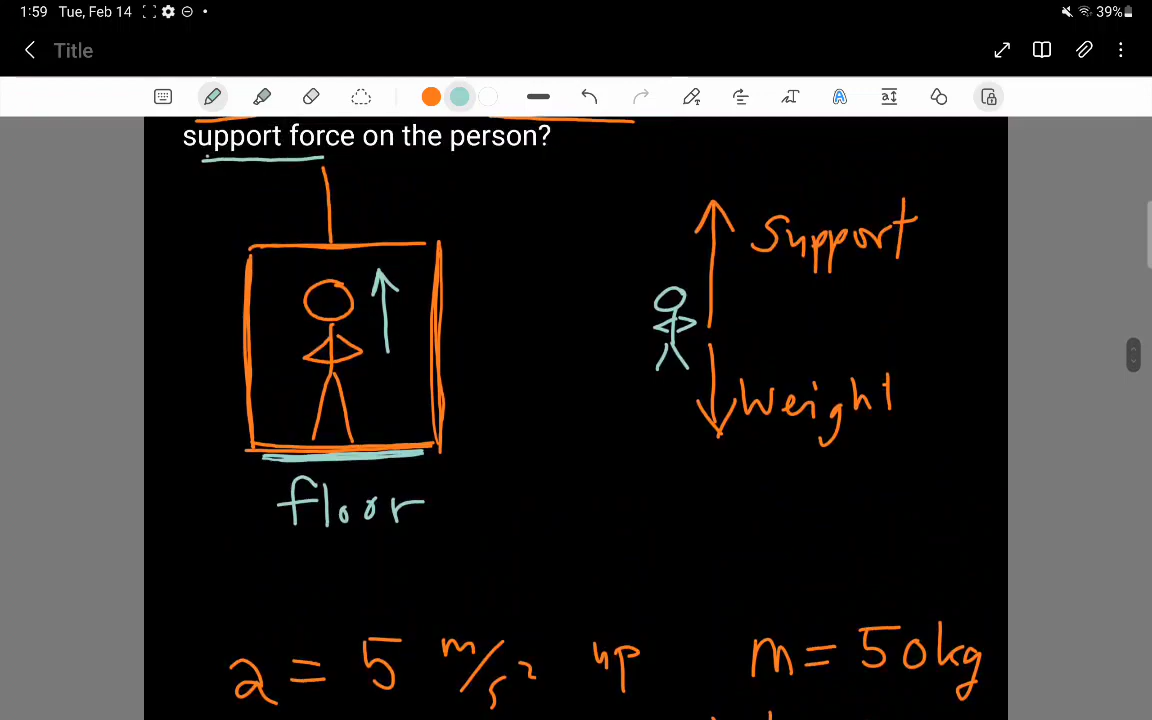 1:59 Tue, Feb 14 39%
Title
support force on the person?
Support
Weight
floor
a = 5 m/s² up m = 50kg